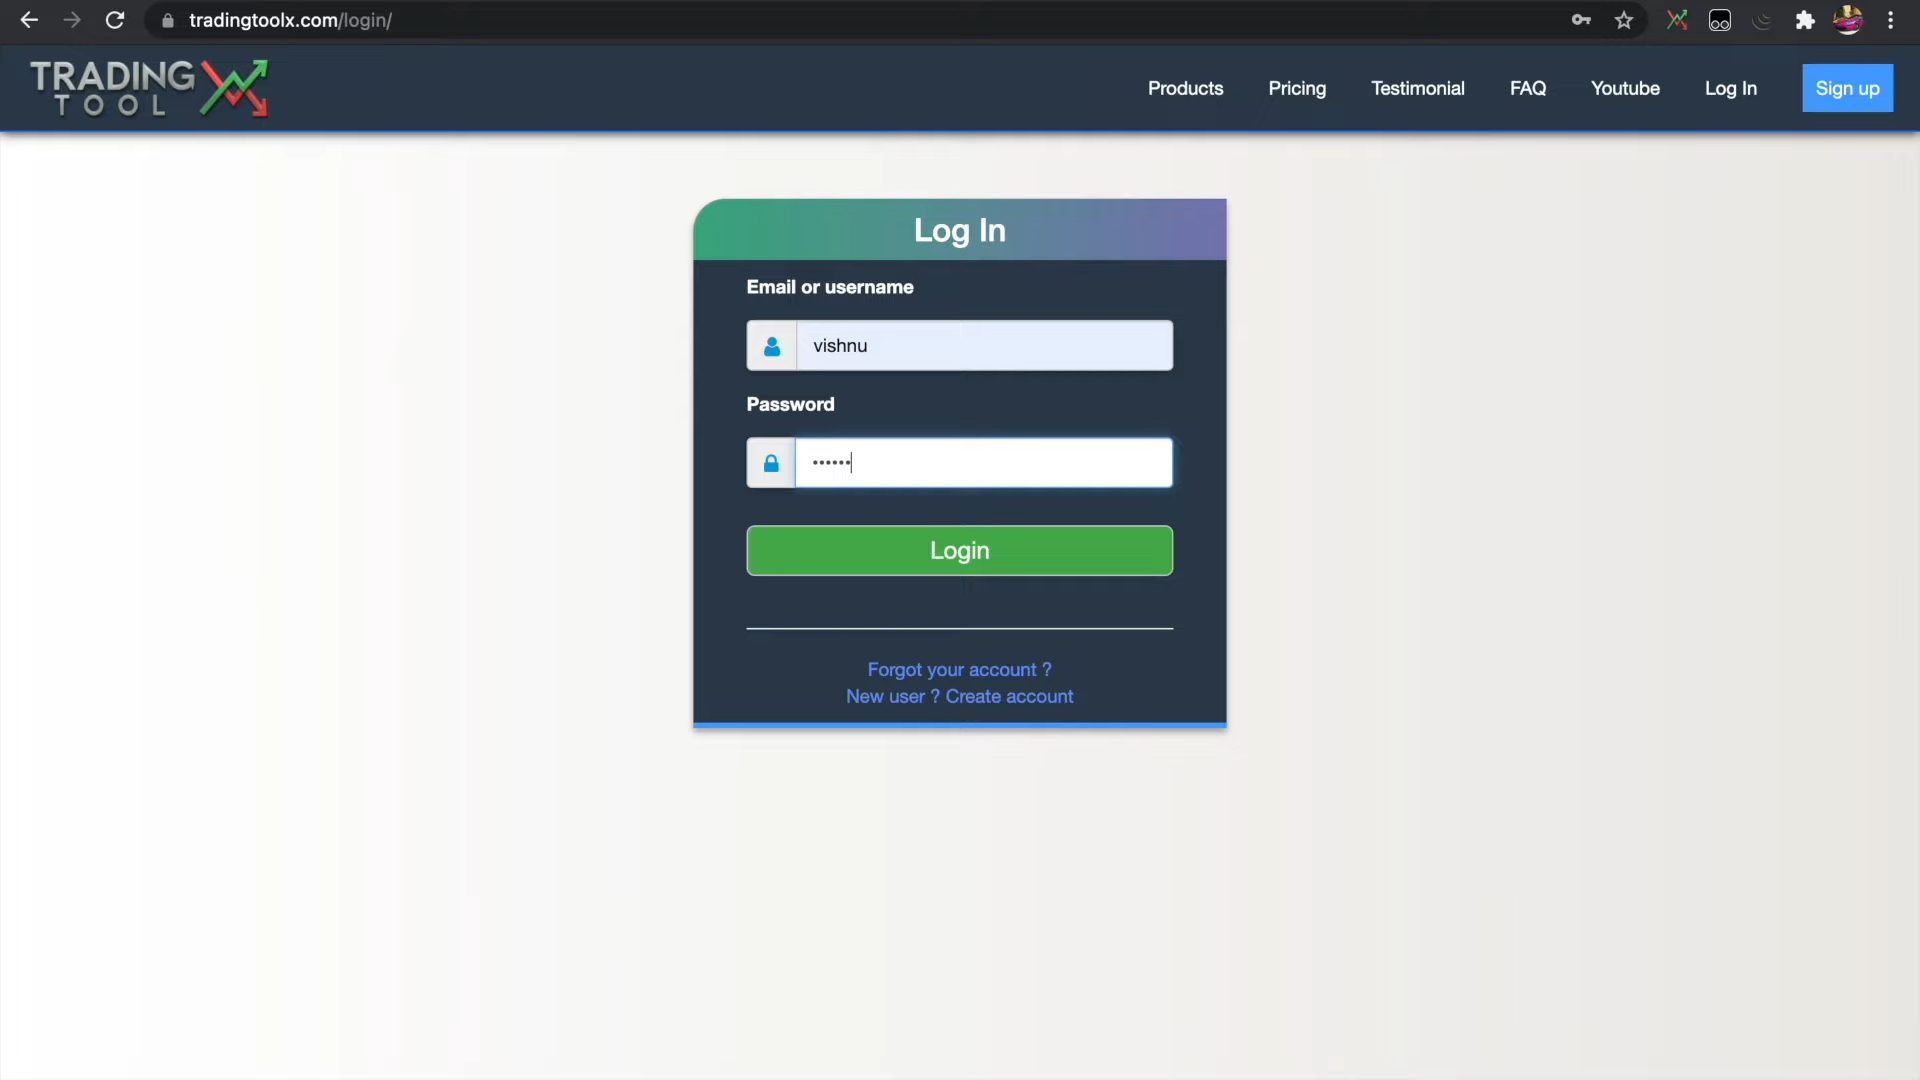 tradingtoolx.com/login/
TRADING
TOOL
Products
Pricing
Testimonial
FAQ
Youtube
Log In
Sign up
Log In
Email or username
vishnu
Password
••••••
Login
Forgot your account ?
New user ? Create account